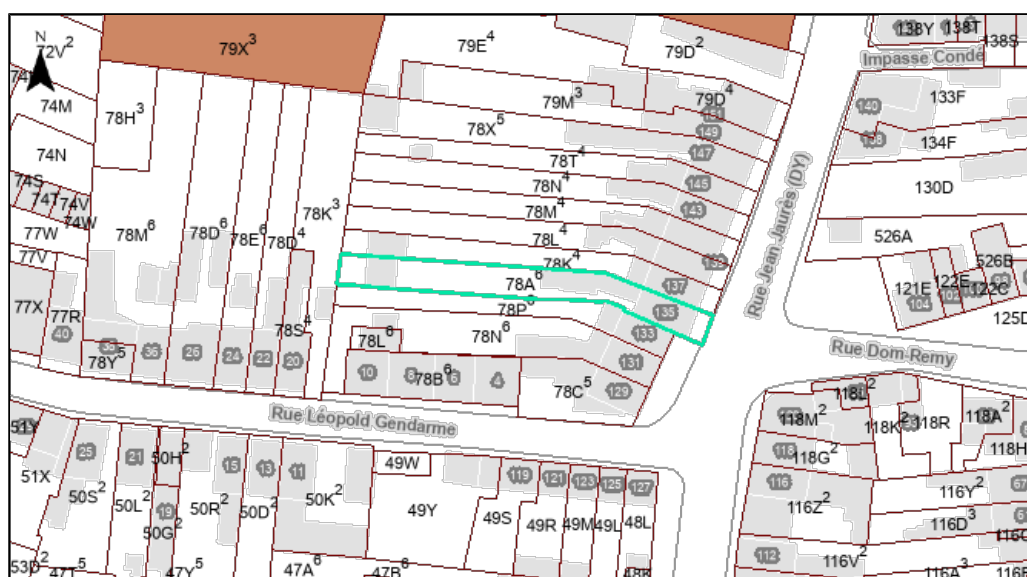 N
72V²
79X³
79E⁴
79D²
138Y
138T
138S
Impasse Condé
74M
78H³
79M³
79D⁴
151
149
140
133F
138
134F
78X⁵
147
74N
78T⁴
145
78N⁴
130D
74S
74T
74V
74W
78K³
78M⁴
143
77W
78M⁶
78D⁶
78E⁶
78D⁴
78L⁴
526A
77V
78K⁴
526B
78A⁶
137
121E
122E
122C
104
77X
77R
78P⁶
135
125D
40
78S⁴
78L⁶
78N⁶
133
Rue Jean Jaurès (DY)
Rue Dom-Remy
78Y⁵
36
26
24
22
20
131
10
8
78B⁶
6
4
78C⁵
129
Rue Léopold Gendarme
118L²
118M²
118K²
118R
118A²
51Y
25
21
50H²
15
13
11
49W
118G²
118H
51X
50S²
50L²
19
50R²
50D²
50K²
119
121
123
125
127
116
116Y²
67
50G²
49Y
49S
49R
49M
49L
48L
116Z²
116D³
53D²
47T⁵
47Y⁵
47A⁶
47B⁶
48K
112
116V²
116A³